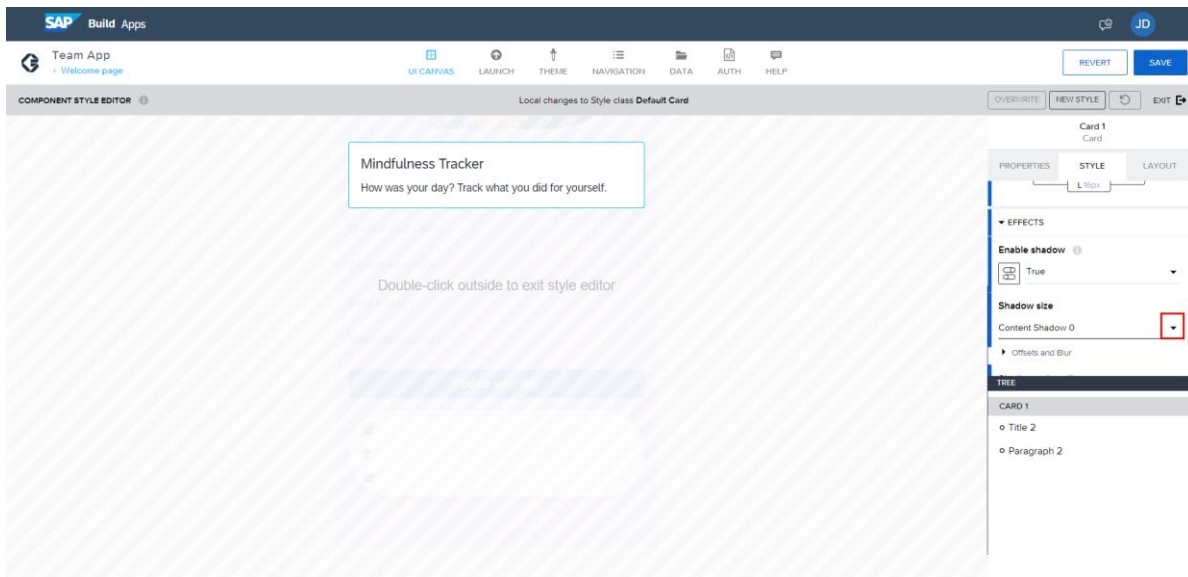 SAP Build Apps
JD
Team App
› Welcome page
UI CANVAS LAUNCH THEME NAVIGATION DATA AUTH HELP
REVERT SAVE
COMPONENT STYLE EDITOR
Local changes to Style class Default Card
OVERWRITE NEW STYLE EXIT
Card 1
Card
PROPERTIES STYLE LAYOUT
L 16px
EFFECTS
Enable shadow
True
Shadow size
Content Shadow 0
Offsets and Blur
TREE
CARD 1
Title 2
Paragraph 2
Mindfulness Tracker
How was your day? Track what you did for yourself.
Double-click outside to exit style editor